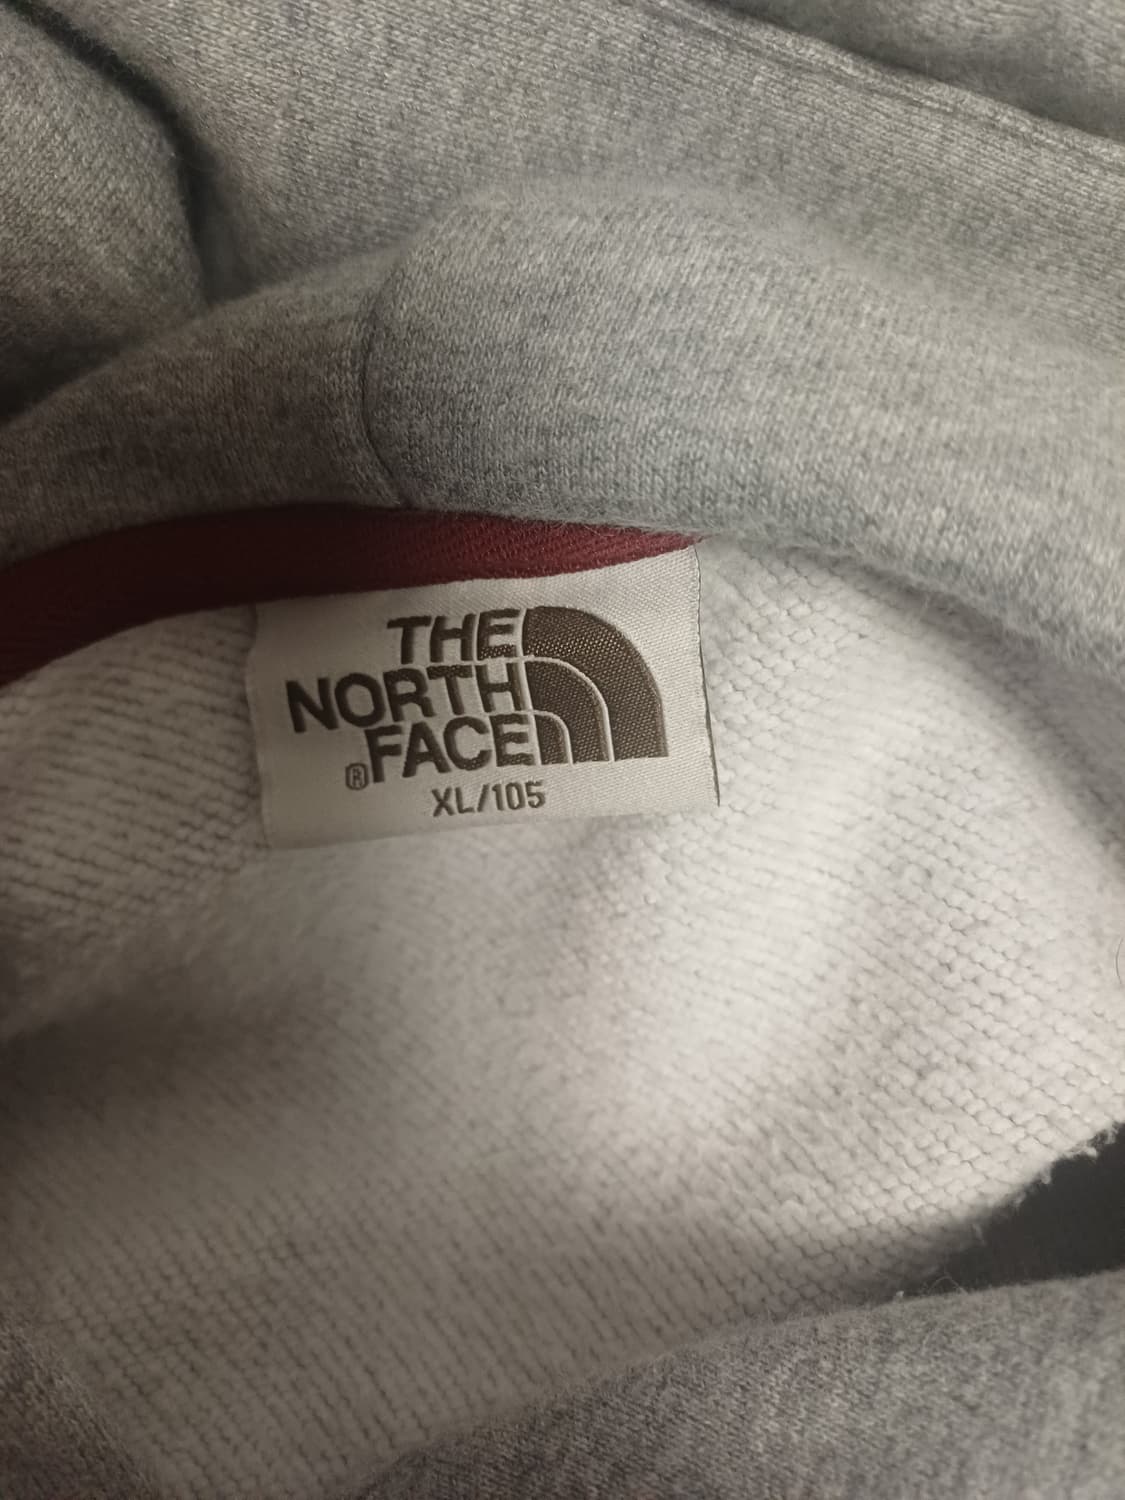 THE
NORTH
FACE
®
XL/105